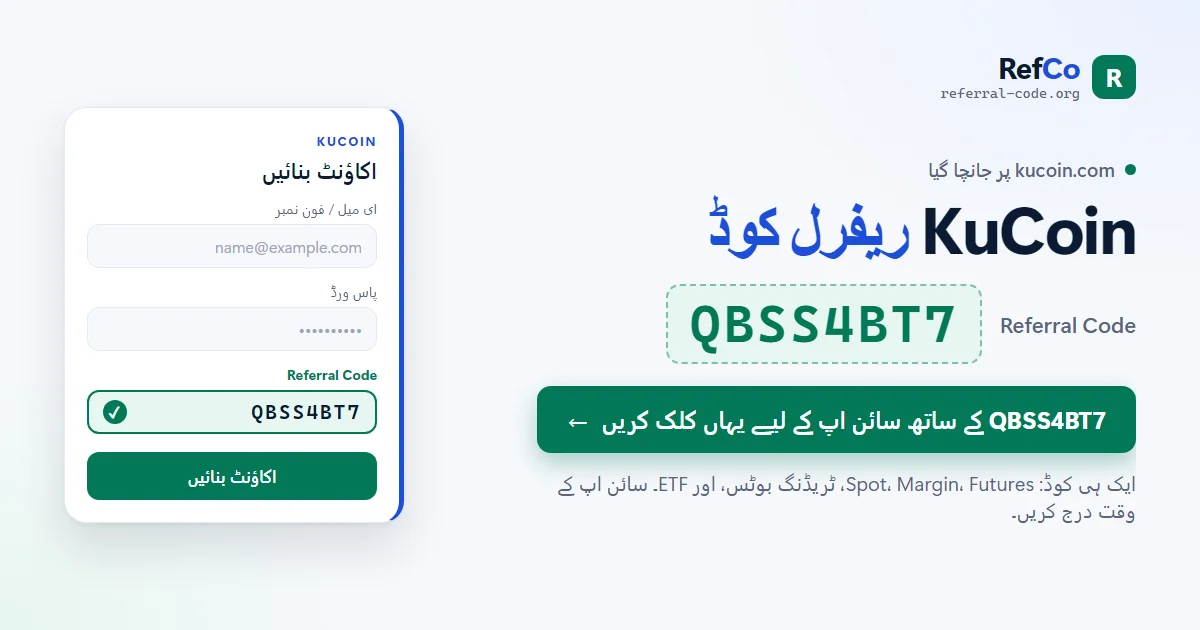 RefCo
R
referral-code.org
kucoin.com پر جانچا گیا
KuCoin ریفرل کوڈ
Referral Code
QBSS4BT7
QBSS4BT7 کے ساتھ سائن اپ کے لیے یہاں کلک کریں ←
ایک ہی کوڈ: Spot، Margin، Futures، ٹریڈنگ بوٹس، اور ETF۔ سائن اپ کے
وقت درج کریں۔
KUCOIN
اکاؤنٹ بنائیں
ای میل / فون نمبر
name@example.com
پاس ورڈ
••••••••••
Referral Code
QBSS4BT7
اکاؤنٹ بنائیں